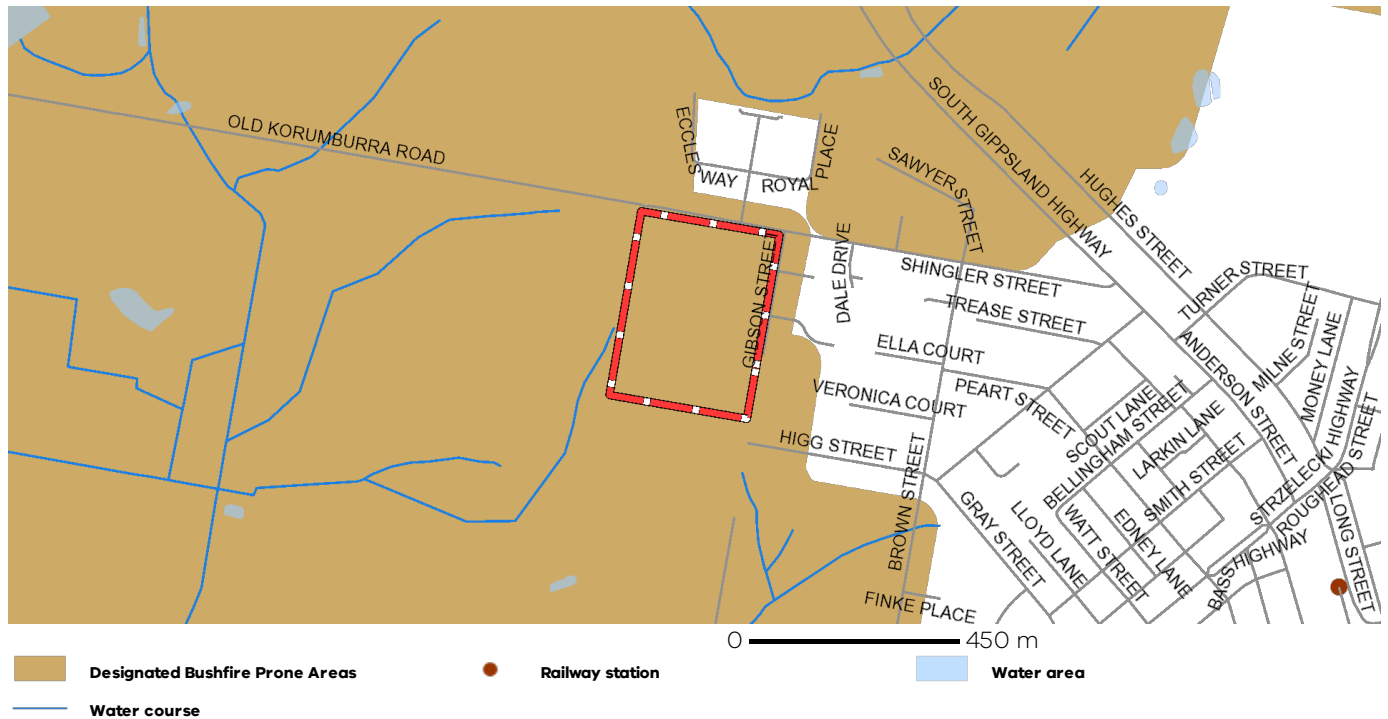 OLD KORUMBURRA ROAD
ECCLES
WAY
ROYAL
PLACE
SAWYER STREET
SOUTH GIPPSLAND HIGHWAY
HUGHES STREET
GIBSON STREET
DALE DRIVE
SHINGLER STREET
TREASE STREET
TURNER STREET
ELLA COURT
VERONICA COURT
PEART STREET
HIGG STREET
BROWN STREET
ANDERSON STREET
MILNE STREET
MONEY LANE
SCOUT LANE
BELLINGHAM STREET
LARKIN LANE
SMITH STREET
STRZELECKI HIGHWAY
ROUGHEAD STREET
GRAY STREET
LLOYD LANE
WATT STREET
EDNEY LANE
BASS HIGHWAY
LONG STREET
FINKE PLACE
0 450 m
Designated Bushfire Prone Areas
Railway station
Water area
Water course